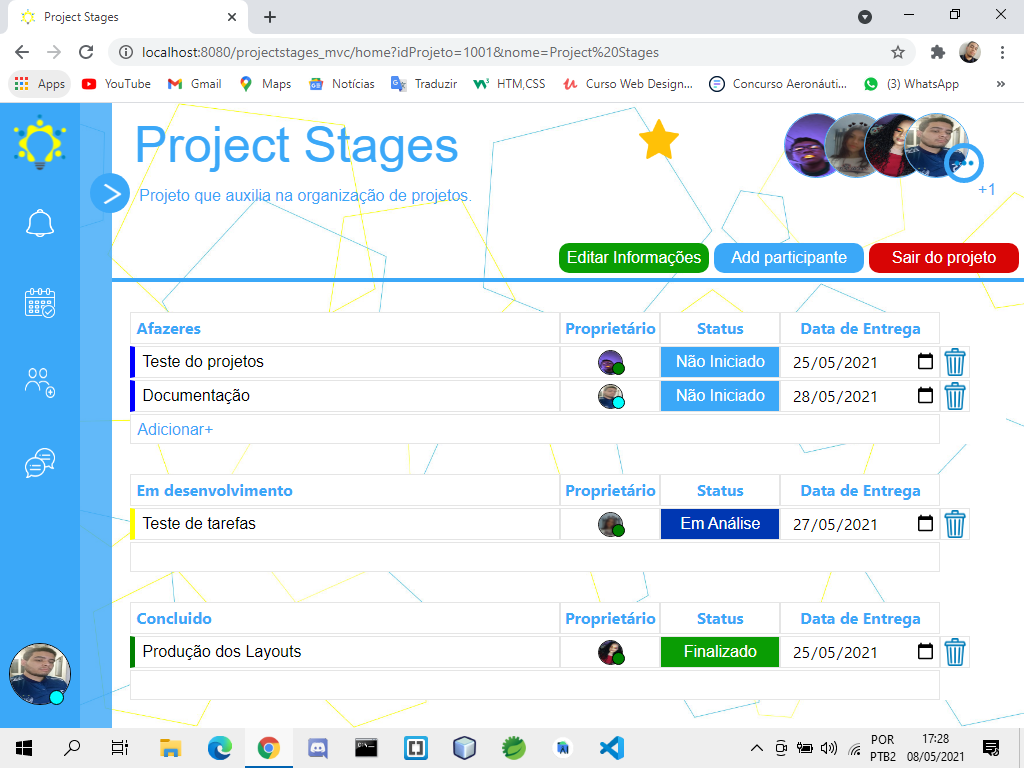 Project Stages
localhost:8080/projectstages_mvc/home?idProjeto=1001&nome=Project%20Stages
Apps YouTube Gmail Maps Notícias Traduzir HTM,CSS Curso Web Design... Concurso Aeronáuti... (3) WhatsApp »
Project Stages
Projeto que auxilia na organização de projetos.
+1
Editar Informações Add participante Sair do projeto
Afazeres Proprietário Status Data de Entrega
Teste do projetos Não Iniciado 25/05/2021
Documentação Não Iniciado 28/05/2021
Adicionar+
Em desenvolvimento Proprietário Status Data de Entrega
Teste de tarefas Em Análise 27/05/2021
Concluido Proprietário Status Data de Entrega
Produção dos Layouts Finalizado 25/05/2021
POR 17:28
PTB2 08/05/2021